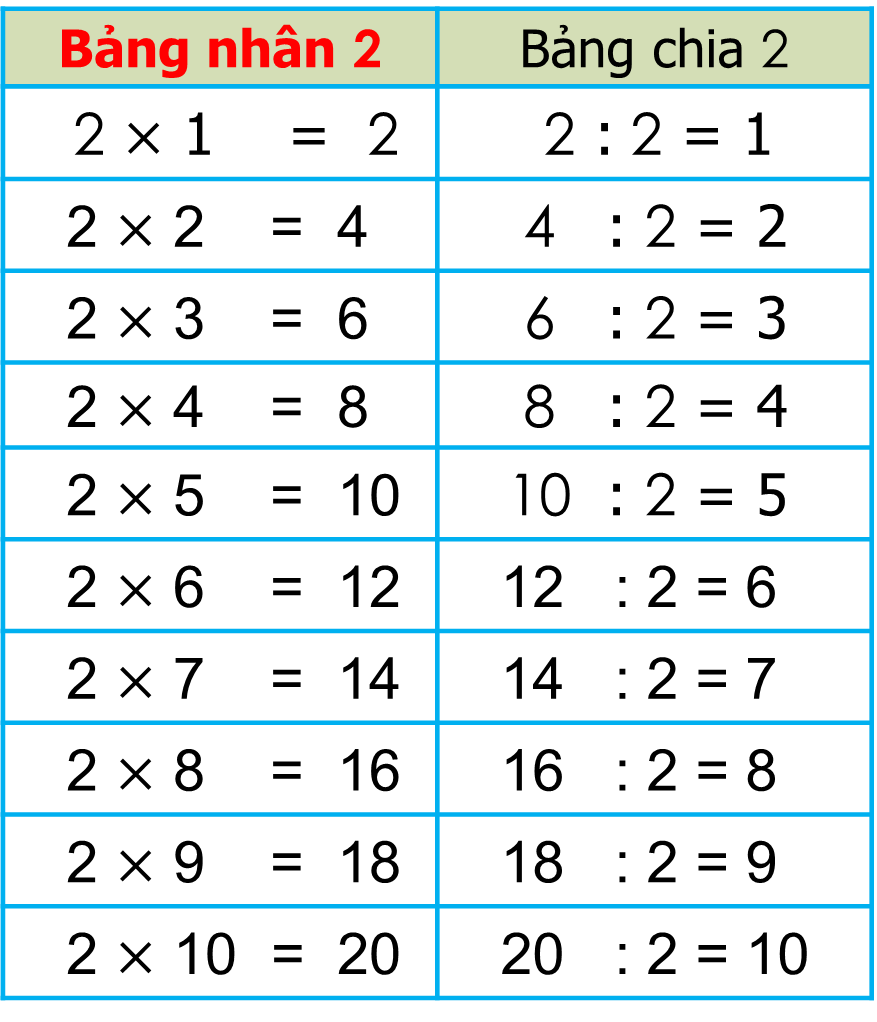 Bảng nhân 2 Bảng chia 2
2 × 1 = 2 2 : 2 = 1
2 × 2 = 4 4 : 2 = 2
2 × 3 = 6 6 : 2 = 3
2 × 4 = 8 8 : 2 = 4
2 × 5 = 10 10 : 2 = 5
2 × 6 = 12 12 : 2 = 6
2 × 7 = 14 14 : 2 = 7
2 × 8 = 16 16 : 2 = 8
2 × 9 = 18 18 : 2 = 9
2 × 10 = 20 20 : 2 = 10